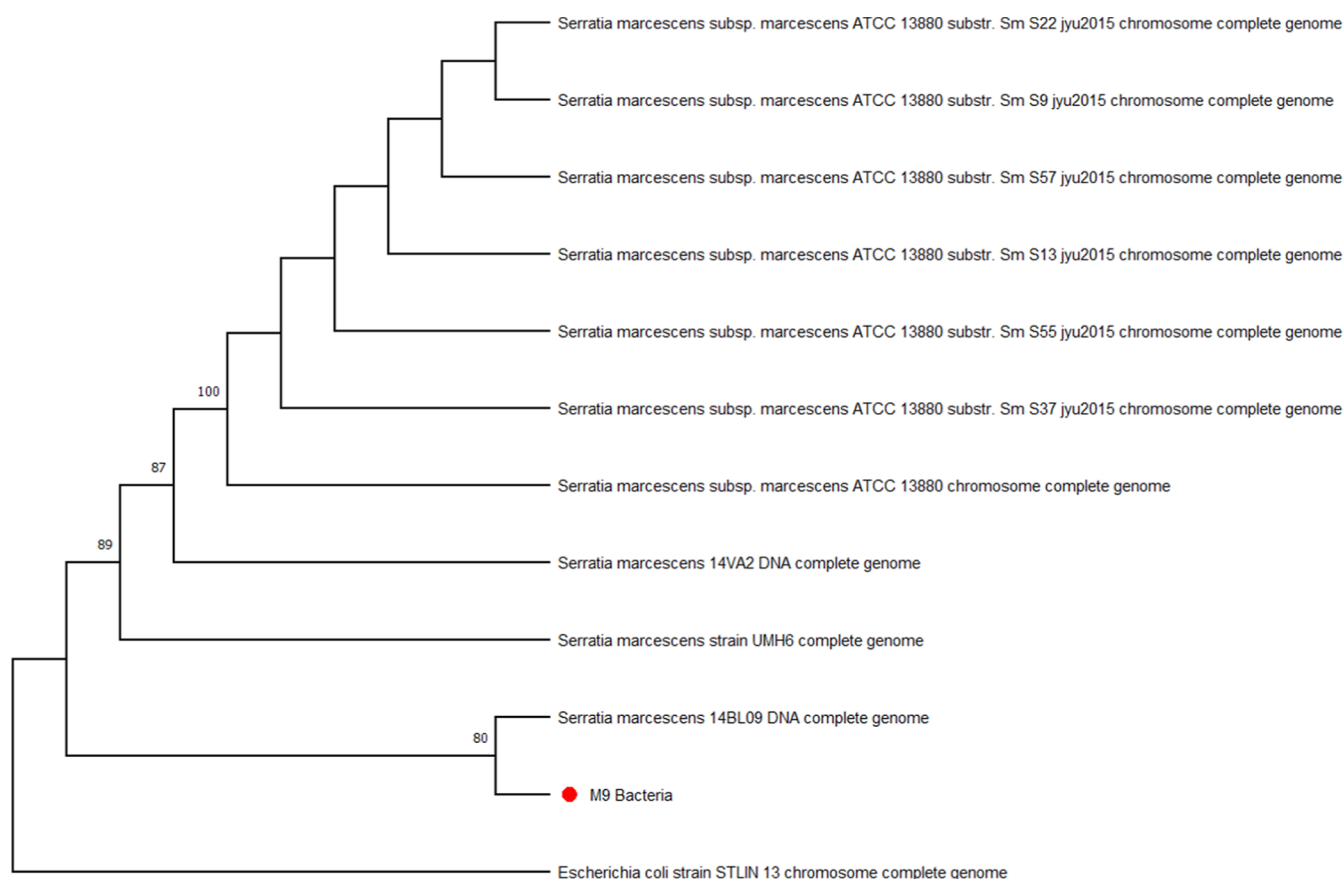 Serratia marcescens subsp. marcescens ATCC 13880 substr. Sm S22 jyu2015 chromosome complete genome
Serratia marcescens subsp. marcescens ATCC 13880 substr. Sm S9 jyu2015 chromosome complete genome
Serratia marcescens subsp. marcescens ATCC 13880 substr. Sm S57 jyu2015 chromosome complete genome
Serratia marcescens subsp. marcescens ATCC 13880 substr. Sm S13 jyu2015 chromosome complete genome
Serratia marcescens subsp. marcescens ATCC 13880 substr. Sm S55 jyu2015 chromosome complete genome
100
Serratia marcescens subsp. marcescens ATCC 13880 substr. Sm S37 jyu2015 chromosome complete genome
87
Serratia marcescens subsp. marcescens ATCC 13880 chromosome complete genome
89
Serratia marcescens 14VA2 DNA complete genome
Serratia marcescens strain UMH6 complete genome
Serratia marcescens 14BL09 DNA complete genome
80
M9 Bacteria
Escherichia coli strain STLIN 13 chromosome complete genome